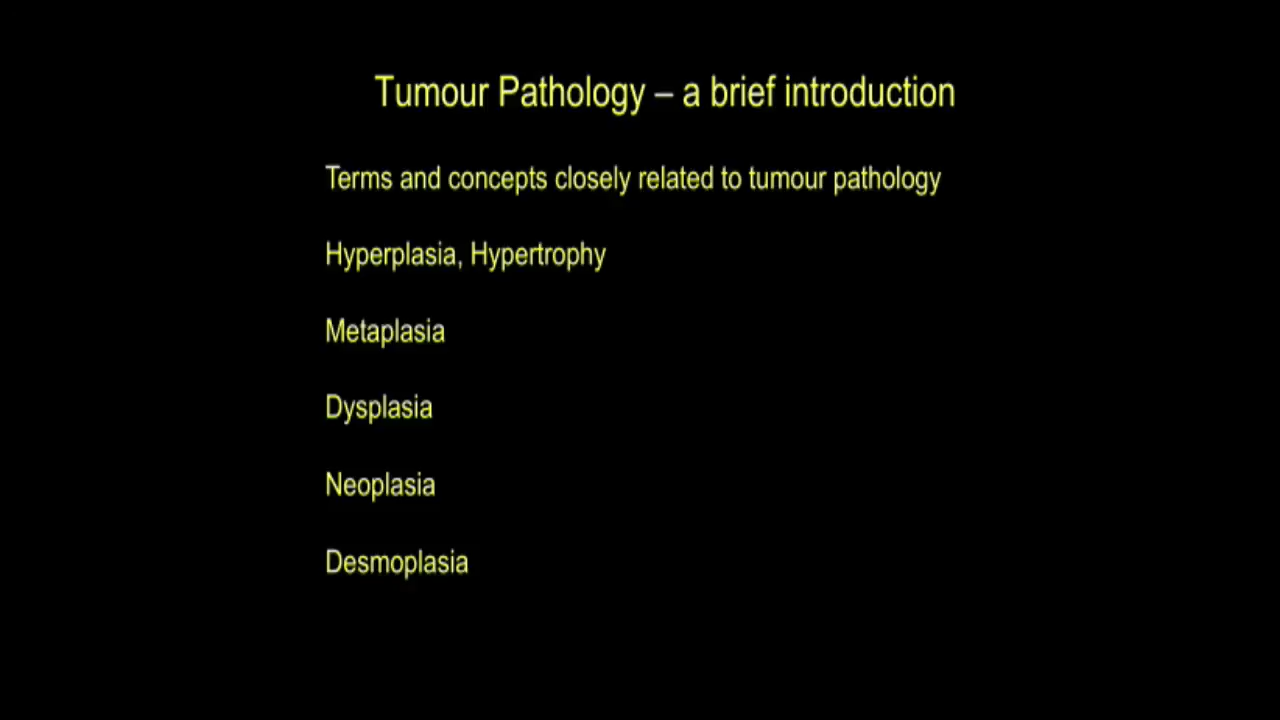 Tumour Pathology – a brief introduction
Terms and concepts closely related to tumour pathology
Hyperplasia, Hypertrophy
Metaplasia
Dysplasia
Neoplasia
Desmoplasia